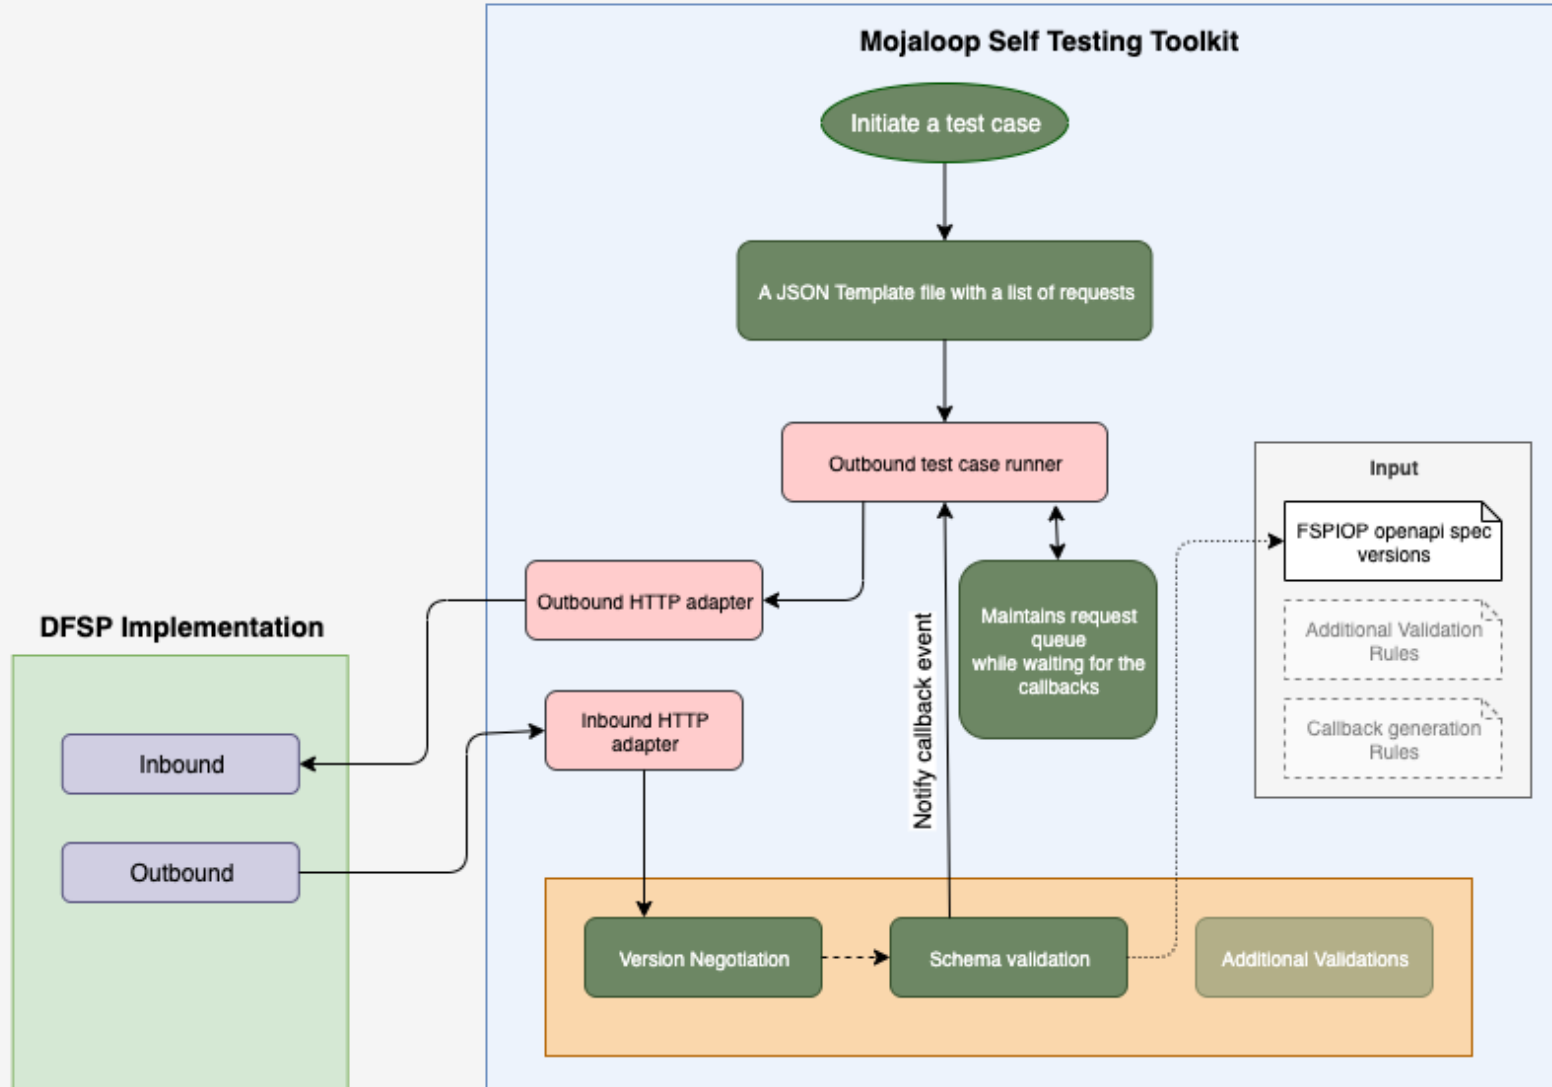 Mojaloop Self Testing Toolkit
Initiate a test case
A JSON Template file with a list of requests
Outbound test case runner
Input
FSPIOP openapi spec
versions
Outbound HTTP adapter
Maintains request
queue
while waiting for the
callbacks
Additional Validation
Rules
DFSP Implementation
Notify callback event
Inbound HTTP
adapter
Callback generation
Rules
Inbound
Outbound
Version Negotiation
Schema validation
Additional Validations